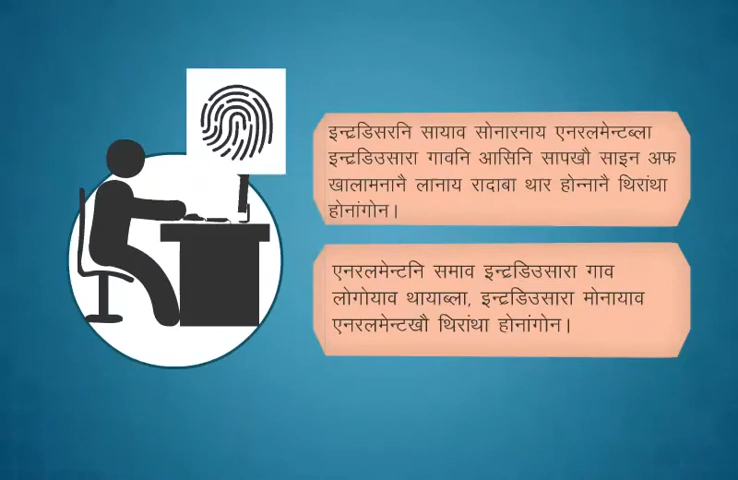 इन्ट्रडिसरनि सायाव सोनारनाय एनरलमेन्टब्ला
इन्ट्रडिउसारा गावनि आसिनि सापखौ साइन अफ
खालामनानै लानाय रादाबा थार होन्नानै थिरांथा
होनांगोन।
एनरलमेन्टनि समाव इन्ट्रडिउसारा गाव
लोगोयाव थायाब्ला, इन्ट्रडिउसारा मोनायाव
एनरलमेन्टखौ थिरांथा होनांगोन।